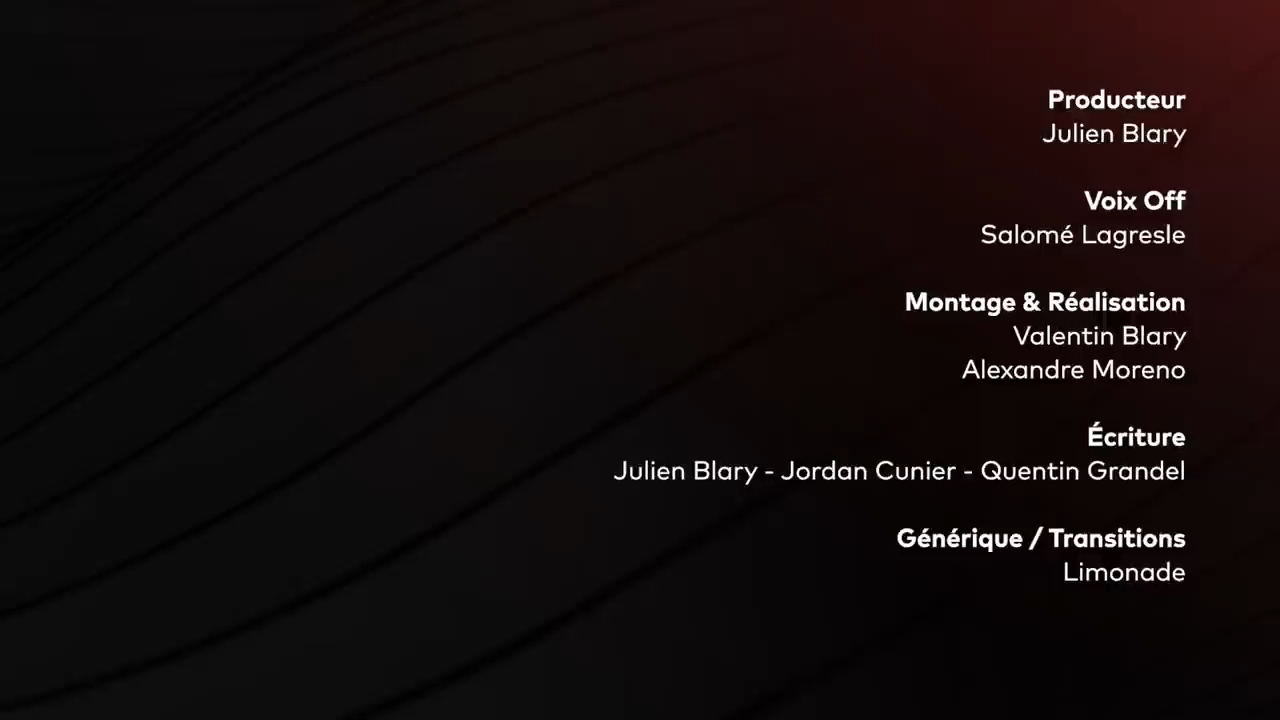 Producteur
Julien Blary
Voix Off
Salomé Lagresle
Montage & Réalisation
Valentin Blary
Alexandre Moreno
Écriture
Julien Blary - Jordan Cunier - Quentin Grandel
Générique / Transitions
Limonade